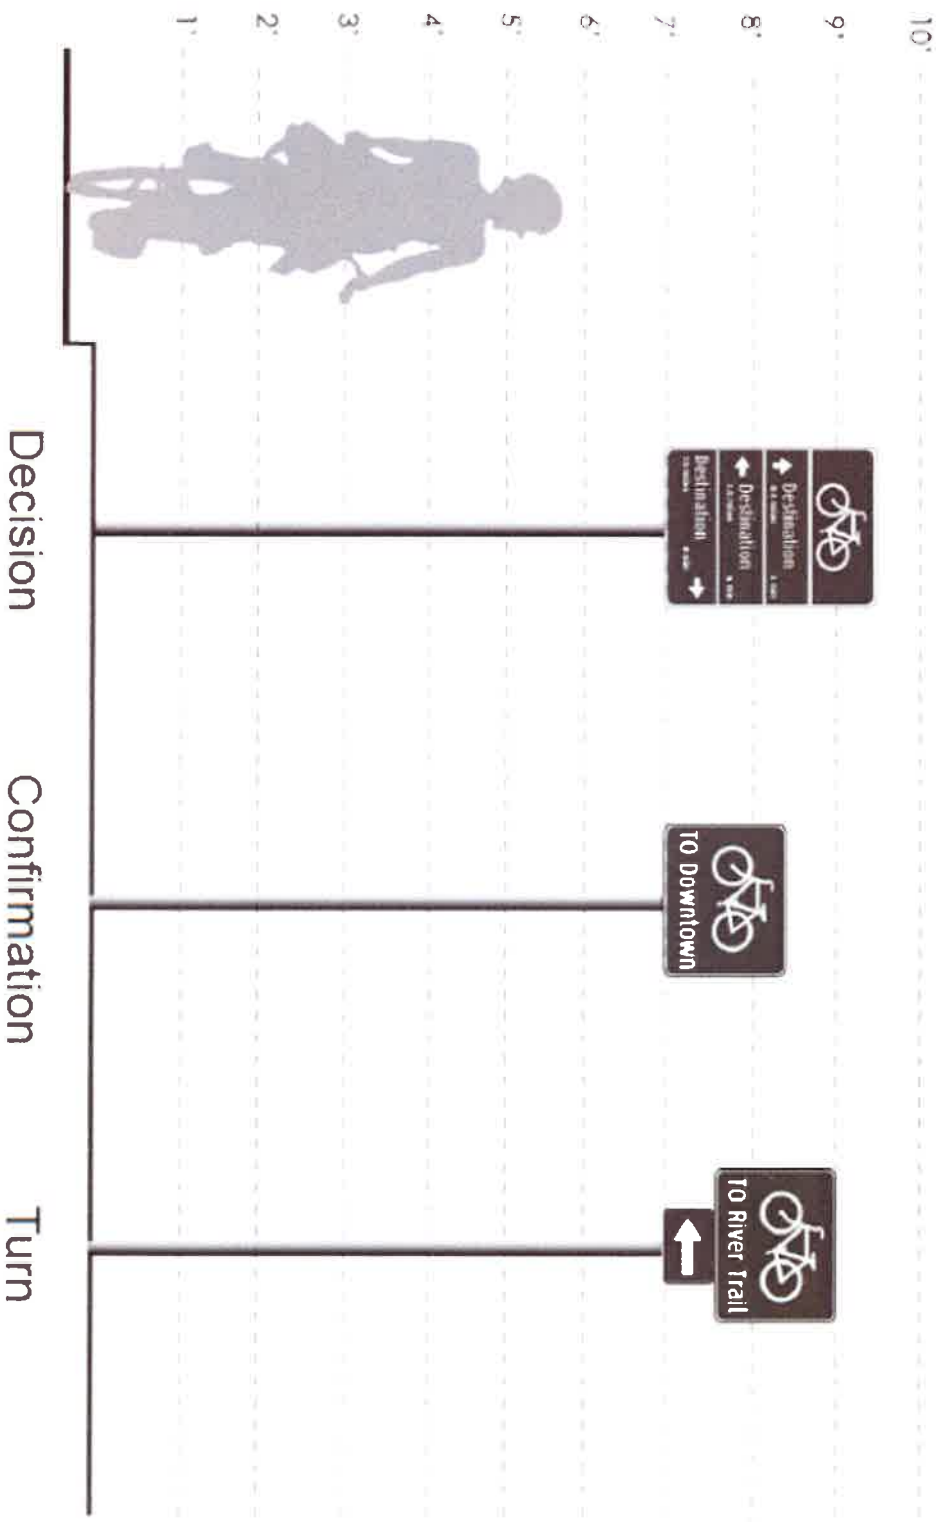 10'
9'
8'
7'
6'
5'
4'
3'
2'
1'
Destination
Destination
Destination
TO Downtown
TO River Trail
Decision
Confirmation
Turn